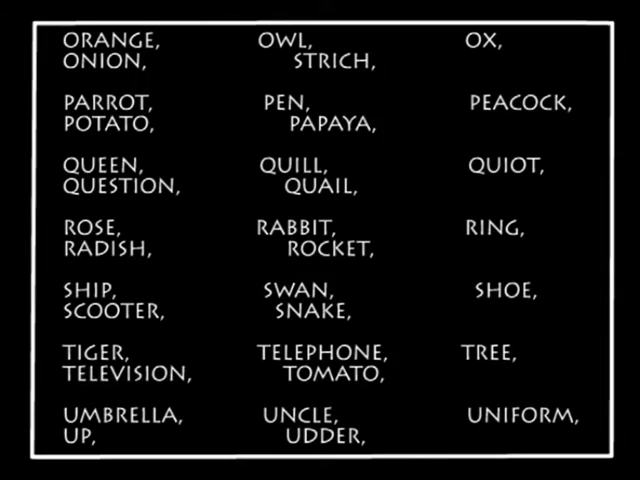 ORANGE, OWL, OX,
ONION, STRICH,
PARROT, PEN, PEACOCK,
POTATO, PAPAYA,
QUEEN, QUILL, QUIOT,
QUESTION, QUAIL,
ROSE, RABBIT, RING,
RADISH, ROCKET,
SHIP, SWAN, SHOE,
SCOOTER, SNAKE,
TIGER, TELEPHONE, TREE,
TELEVISION, TOMATO,
UMBRELLA, UNCLE, UNIFORM,
UP, UDDER,